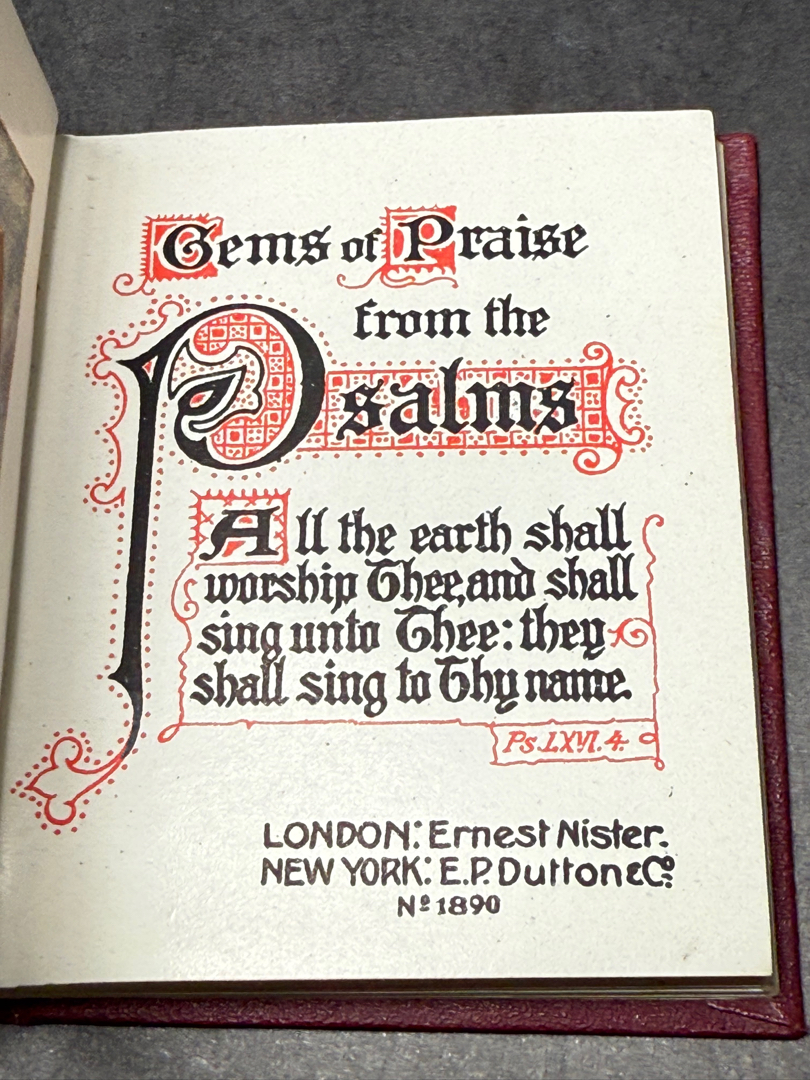 Gems of Praise
from the
Psalms
All the earth shall
worship Thee, and shall
sing unto Thee: they
shall sing to Thy name.
Ps. LXVI. 4.
LONDON: Ernest Nister.
NEW YORK: E.P. Dutton & Co.
No 1890